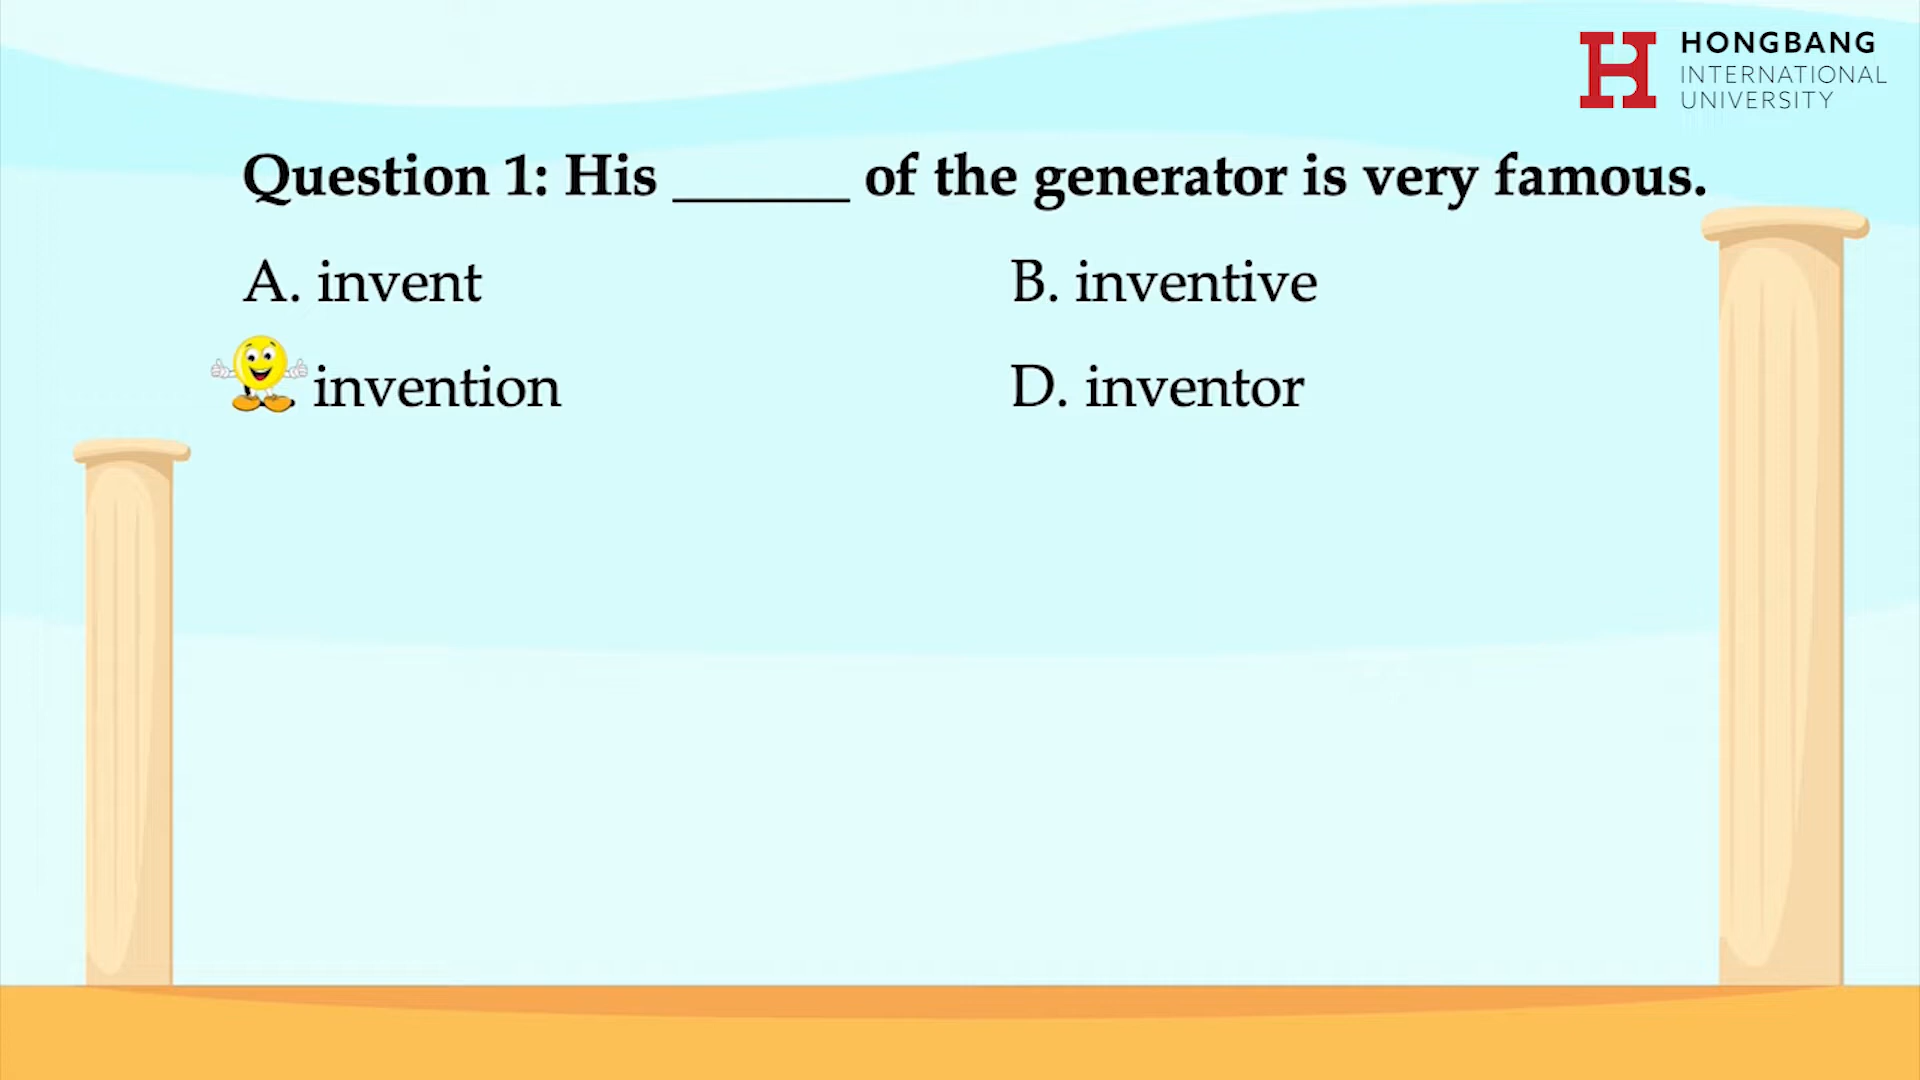 HONGBANG
INTERNATIONAL
UNIVERSITY
Question 1: His ______ of the generator is very famous.
A. invent
B. inventive
. invention
D. inventor